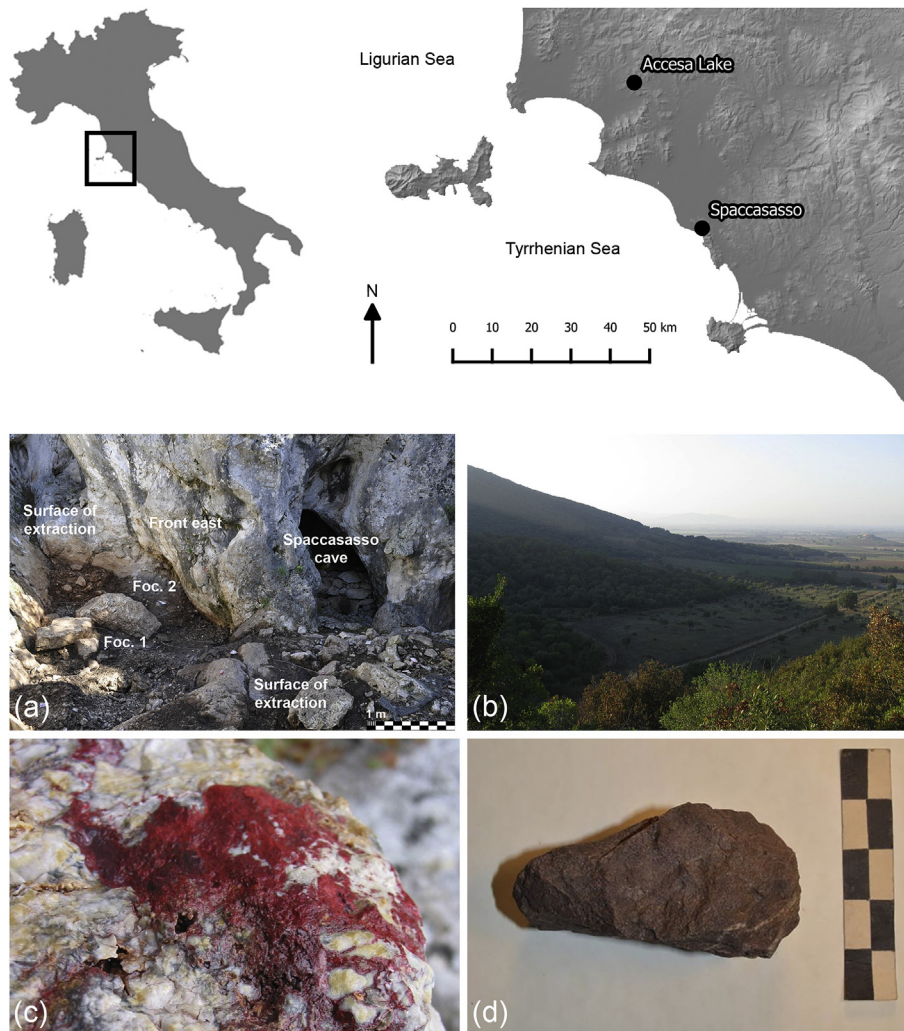 Ligurian Sea
Accesa Lake
Spaccasasso
Tyrrhenian Sea
N
0 10 20 30 40 50 km
Surface of
extraction
Front east
Spaccasasso
cave
Foc. 2
Foc. 1
Surface of
extraction
1 m
(a)
(b)
(c)
(d)